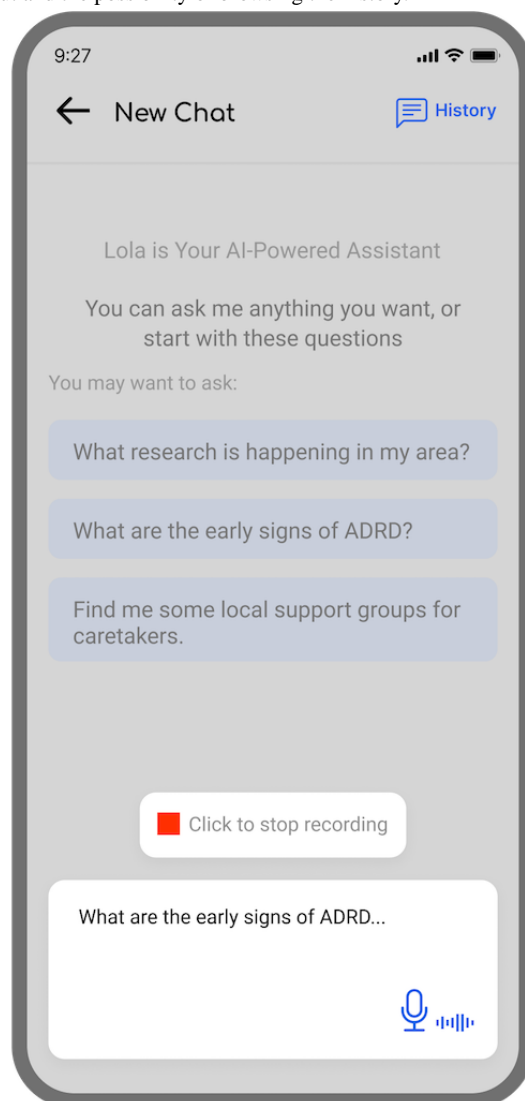 9:27
New Chat
History
Lola is Your AI-Powered Assistant
You can ask me anything you want, or
start with these questions
You may want to ask:
What research is happening in my area?
What are the early signs of ADRD?
Find me some local support groups for
caretakers.
Click to stop recording
What are the early signs of ADRD...